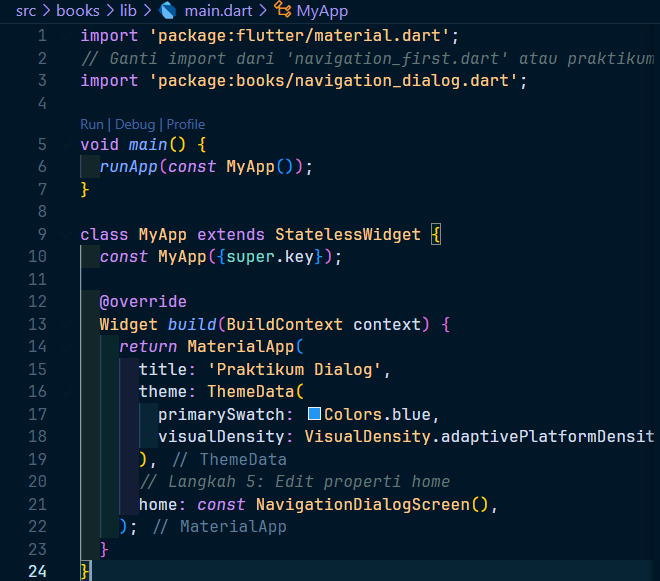 src > books > lib > main.dart > MyApp
1 import 'package:flutter/material.dart';
2 // Ganti import dari 'navigation_first.dart' atau praktikum
3 import 'package:books/navigation_dialog.dart';
4
Run | Debug | Profile
5 void main() {
6   runApp(const MyApp());
7 }
8
9 class MyApp extends StatelessWidget {
10   const MyApp({super.key});
11
12   @override
13   Widget build(BuildContext context) {
14     return MaterialApp(
15       title: 'Praktikum Dialog',
16       theme: ThemeData(
17         primarySwatch: Colors.blue,
18         visualDensity: VisualDensity.adaptivePlatformDensit
19       ), // ThemeData
20       // Langkah 5: Edit properti home
21       home: const NavigationDialogScreen(),
22     ); // MaterialApp
23   }
24 }